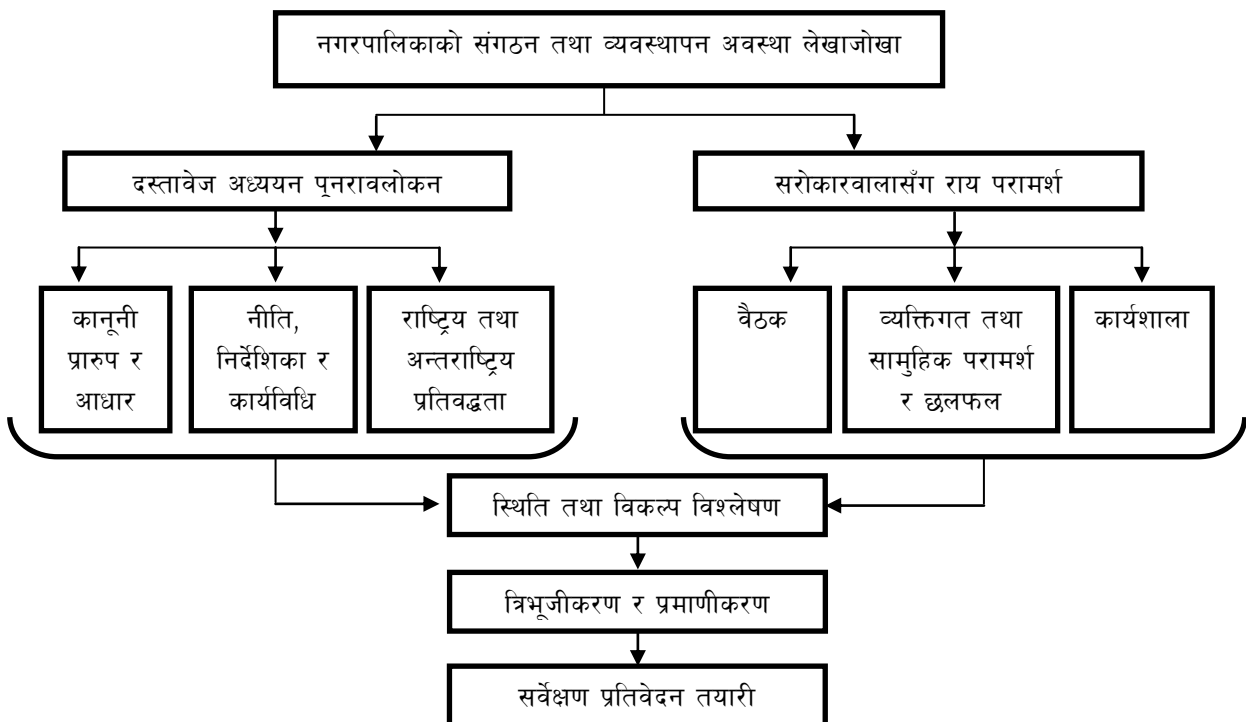 नगरपालिकाको संगठन तथा व्यवस्थापन अवस्था लेखाजोखा
दस्तावेज अध्ययन पूनरावलोकन
सरोकारवालासँग राय परामर्श
कानूनी
प्रारुप र
आधार
नीति,
निर्देशिका र
कार्यविधि
राष्ट्रिय तथा
अन्तराष्ट्रिय
प्रतिवद्धता
वैठक
व्यक्तिगत तथा
सामुहिक परामर्श
र छलफल
कार्यशाला
स्थिति तथा विकल्प विश्लेषण
त्रिभूजीकरण र प्रमाणीकरण
सर्वेक्षण प्रतिवेदन तयारी